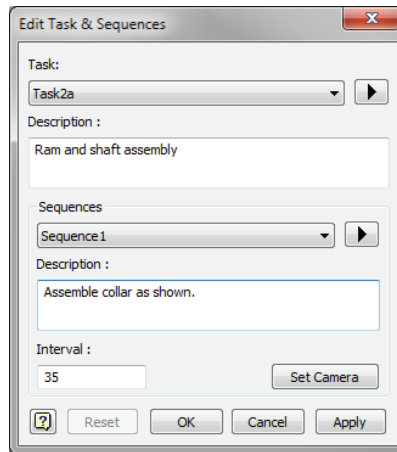 Edit Task & Sequences
Task:
Task2a
Description :
Ram and shaft assembly
Sequences
Sequence1
Description :
Assemble collar as shown.
Interval :
35
Set Camera
Reset
OK
Cancel
Apply